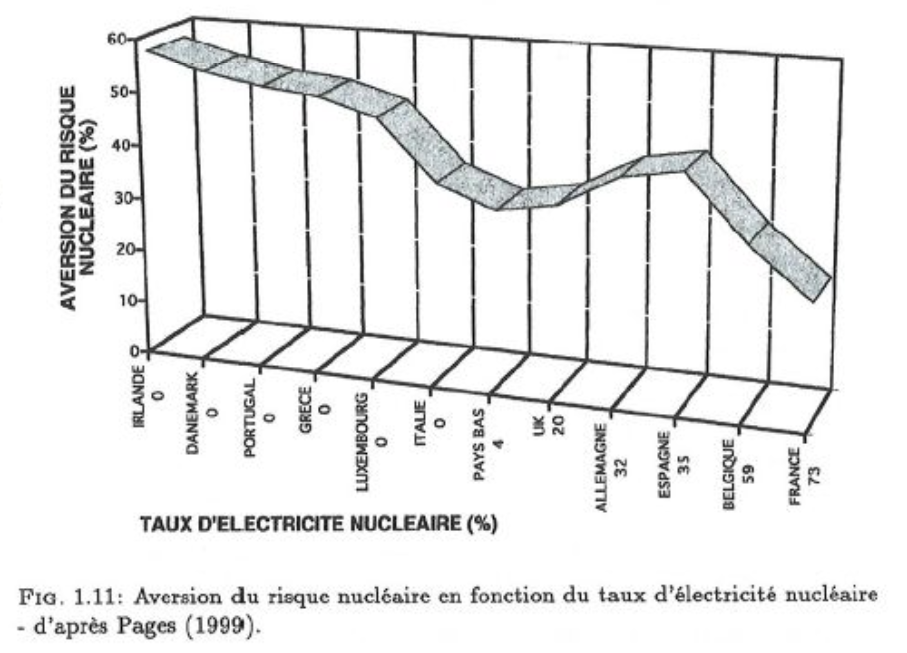 AVERSION DU RISQUE
NUCLEAIRE (%)
60
50
40
30
20
10
0
IRLANDE
0
DANEMARK
0
PORTUGAL
0
GRECE
0
LUXEMBOURG
0
ITALIE
0
PAYS BAS
4
UK
20
ALLEMAGNE
32
ESPAGNE
35
BELGIQUE
59
FRANCE
73
TAUX D'ELECTRICITE NUCLEAIRE (%)
FIG. 1.11: Aversion du risque nucléaire en fonction du taux d'électricité nucléaire
- d'après Pages (1999).